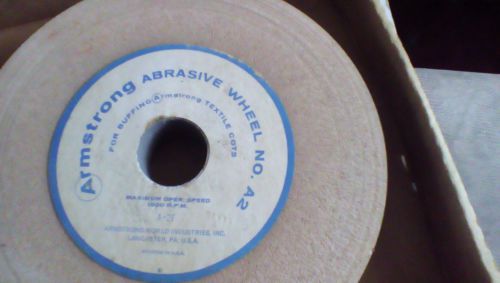 Armstrong ABRASIVE WHEEL NO. A2
FOR BUFFING Armstrong TEXTILE COTS
MAXIMUM OPER. SPEED
R.P.M.
ARMSTRONG WORLD INDUSTRIES, INC.
LANCASTER, PA. U.S.A.